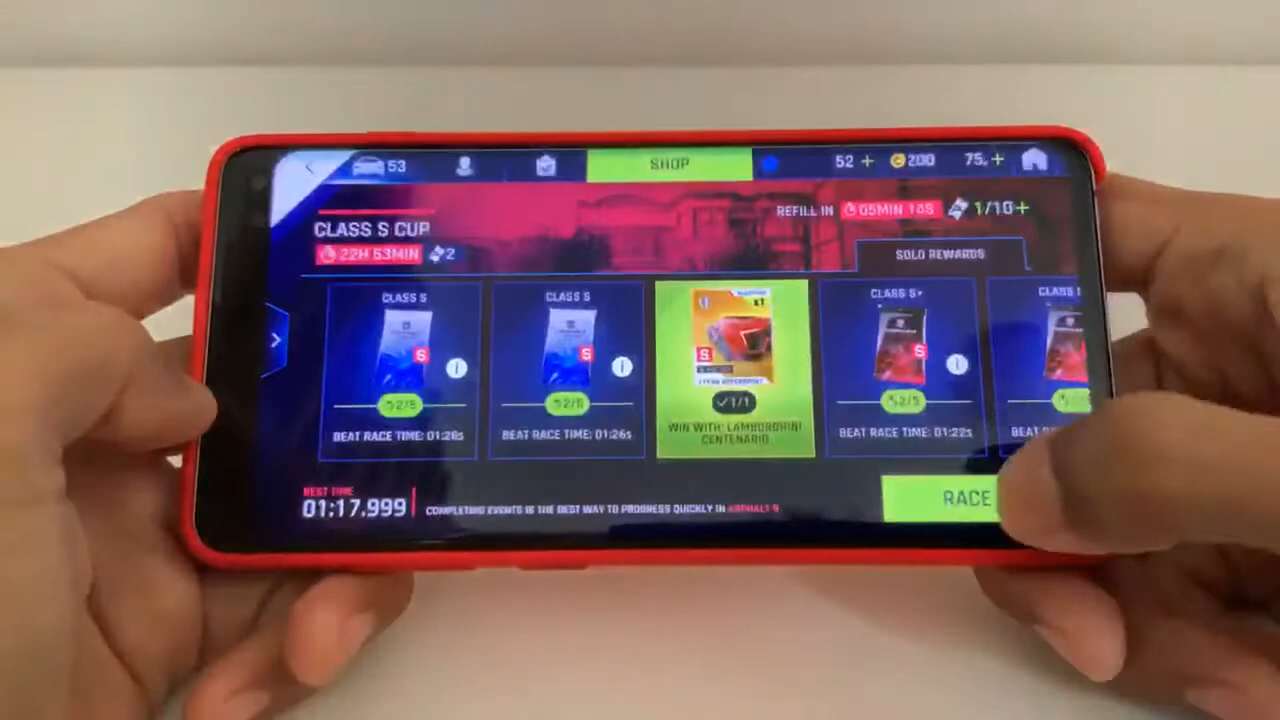 53
SHOP
52 +
200
75, +
REFILL IN 05MIN 16S 1/10+
CLASS S CUP
22H 53MIN 2
SOLO REWARDS
CLASS S
S
2/5
BEAT RACE TIME: 01:28s
CLASS S
S
2/5
BEAT RACE TIME: 01:26s
x1
S
1/1
WIN WITH: LAMBORGHINI
CENTENARIO
CLASS S+
S
2/5
BEAT RACE TIME: 01:22s
CLASS
BEST TIME
01:17.999
COMPLETING EVENTS IS THE BEST WAY TO PROGRESS QUICKLY IN ASPHALT 9
RACE